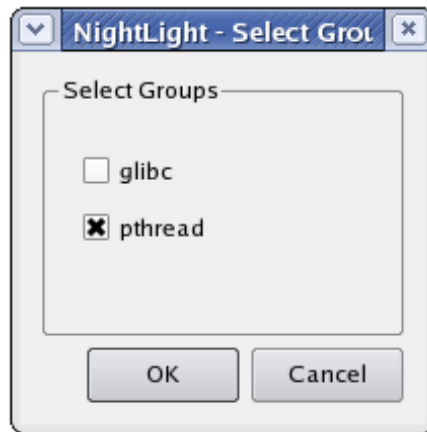 NightLight - Select Grou
Select Groups
glibc
pthread
OK
Cancel